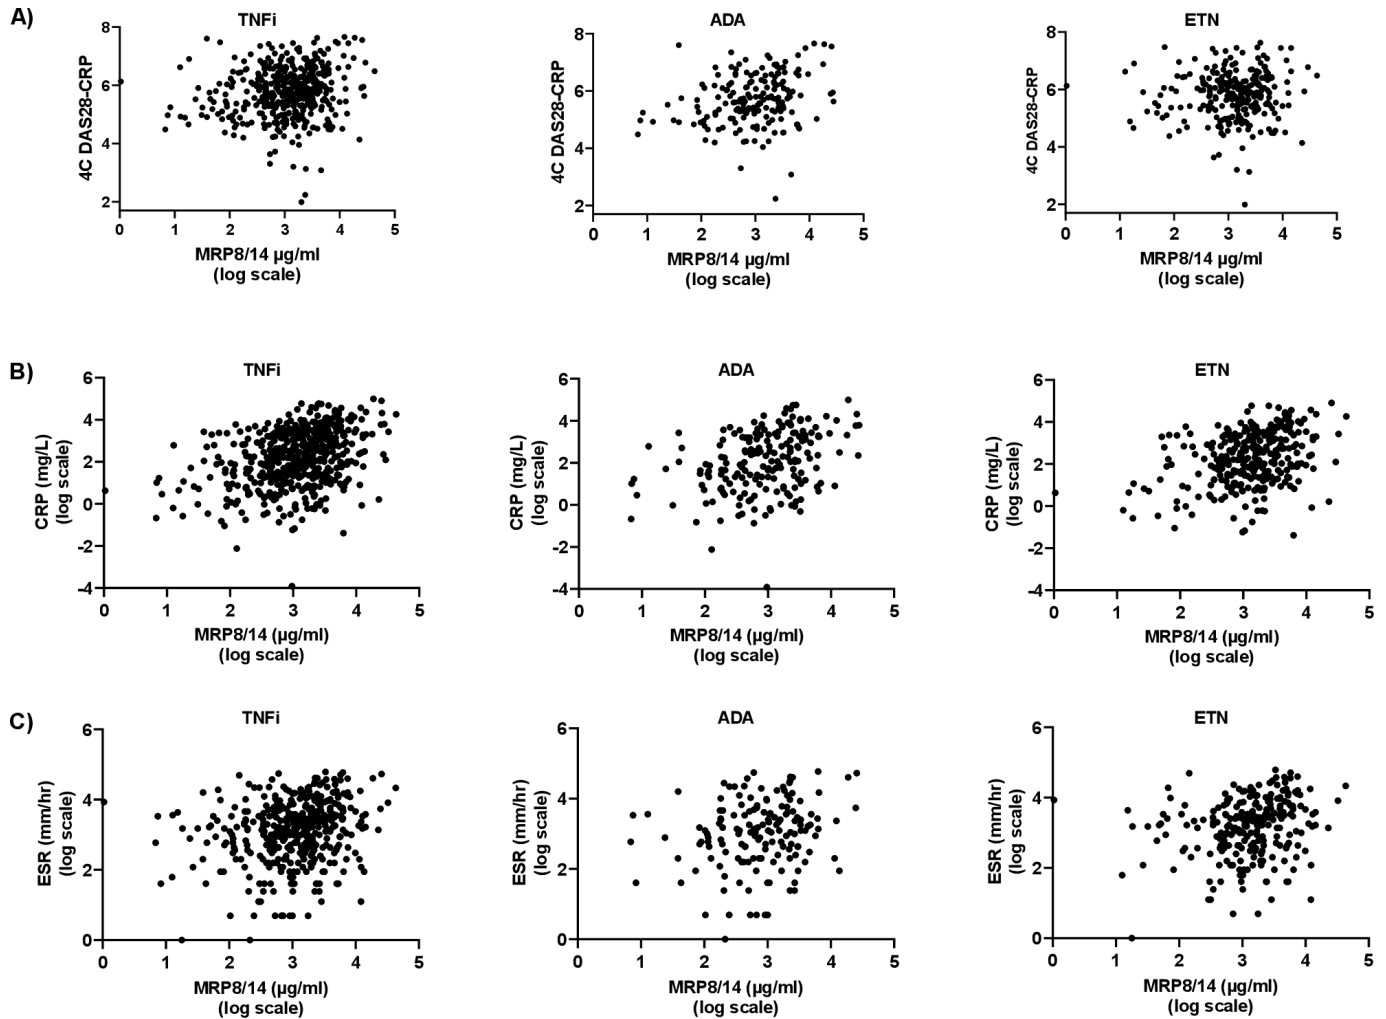 A)
TNFi
ADA
ETN
4C DAS28-CRP
8
6
4
2
0 1 2 3 4 5
MRP8/14 µg/ml
(log scale)
4C DAS28-CRP
8
6
4
2
0 1 2 3 4 5
MRP8/14 µg/ml
(log scale)
4C DAS28-CRP
8
6
4
2
0 1 2 3 4 5
MRP8/14 µg/ml
(log scale)
B)
TNFi
ADA
ETN
CRP (mg/L)
(log scale)
6
4
2
0
-2
-4
0 1 2 3 4 5
MRP8/14 (µg/ml)
(log scale)
CRP (mg/L)
(log scale)
6
4
2
0
-2
-4
0 1 2 3 4 5
MRP8/14 (µg/ml)
(log scale)
CRP (mg/L)
(log scale)
6
4
2
0
-2
-4
0 1 2 3 4 5
MRP8/14 (µg/ml)
(log scale)
C)
TNFi
ADA
ETN
ESR (mm/hr)
(log scale)
6
4
2
0
0 1 2 3 4 5
MRP8/14 (µg/ml)
(log scale)
ESR (mm/hr)
(log scale)
6
4
2
0
0 1 2 3 4 5
MRP8/14 (µg/ml)
(log scale)
ESR (mm/hr)
(log scale)
6
4
2
0
0 1 2 3 4 5
MRP8/14 (µg/ml)
(log scale)